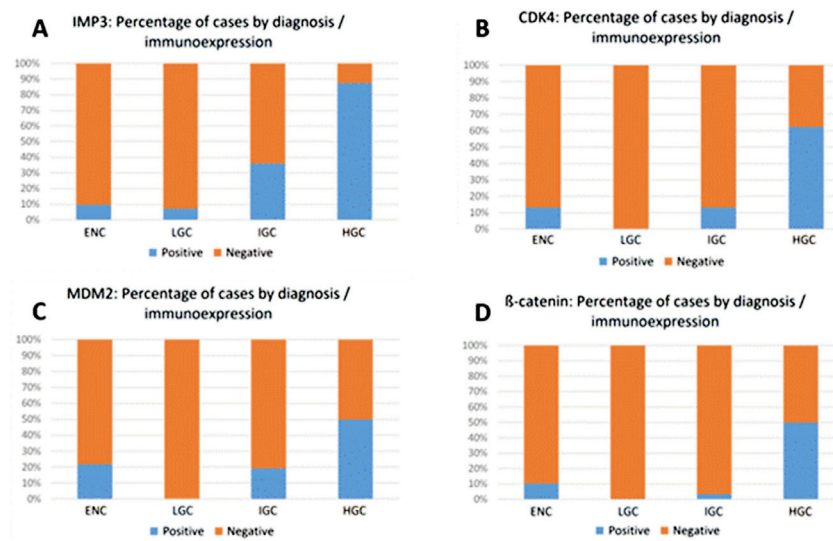 A
IMP3: Percentage of cases by diagnosis /
immunoexpression
100%
90%
80%
70%
60%
50%
40%
30%
20%
10%
0%
ENC LGC IGC HGC
Positive Negative
B
CDK4: Percentage of cases by diagnosis /
immunoexpression
100%
90%
80%
70%
60%
50%
40%
30%
20%
10%
0%
ENC LGC IGC HGC
Positive Negative
C
MDM2: Percentage of cases by diagnosis /
immunoexpression
100%
90%
80%
70%
60%
50%
40%
30%
20%
10%
0%
ENC LGC IGC HGC
Positive Negative
D
ß-catenin: Percentage of cases by diagnosis /
immunoexpression
100%
90%
80%
70%
60%
50%
40%
30%
20%
10%
0%
ENC LGC IGC HGC
Positive Negative